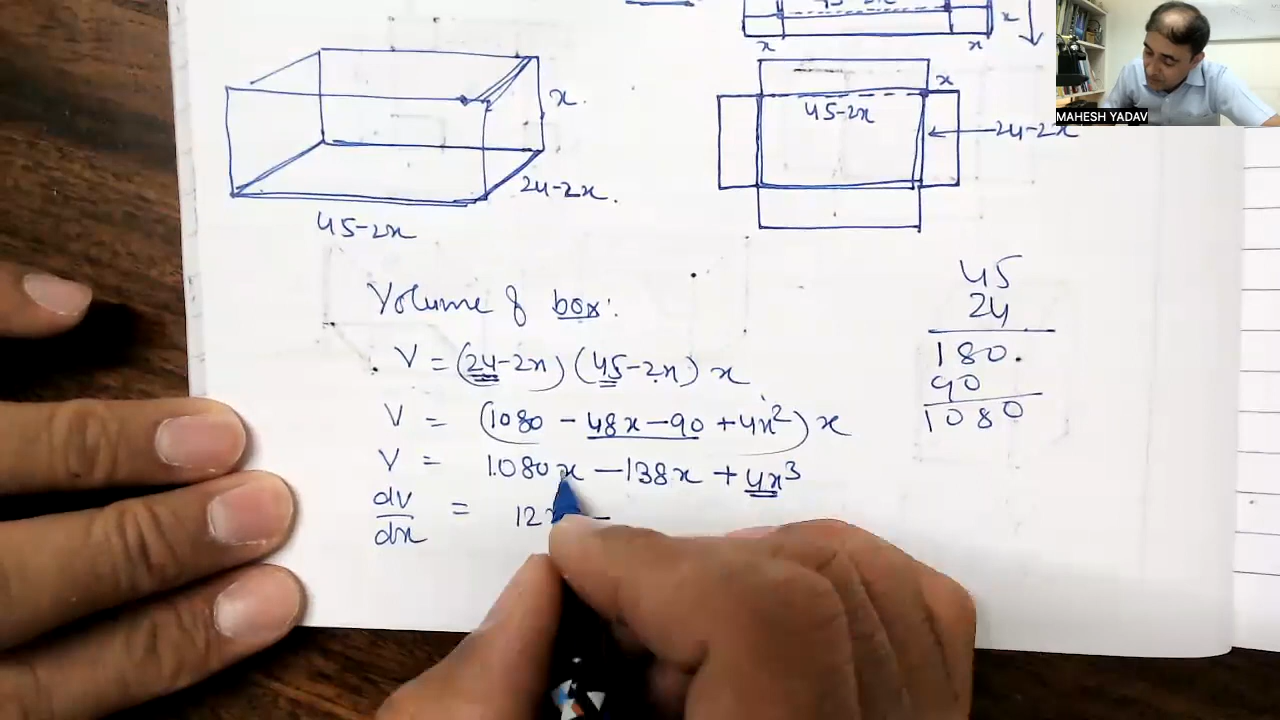 x
x
x
x
45-2x
24-2x
x
24-2x.
45-2x
MAHESH YADAV
Volume of box:
V = (24-2x) (45-2x) x
V = (1080 - 48x - 90 + 4x²) x
V = 1080x - 138x + 4x³
dv/dx = 12
45
24
180.
90
1080